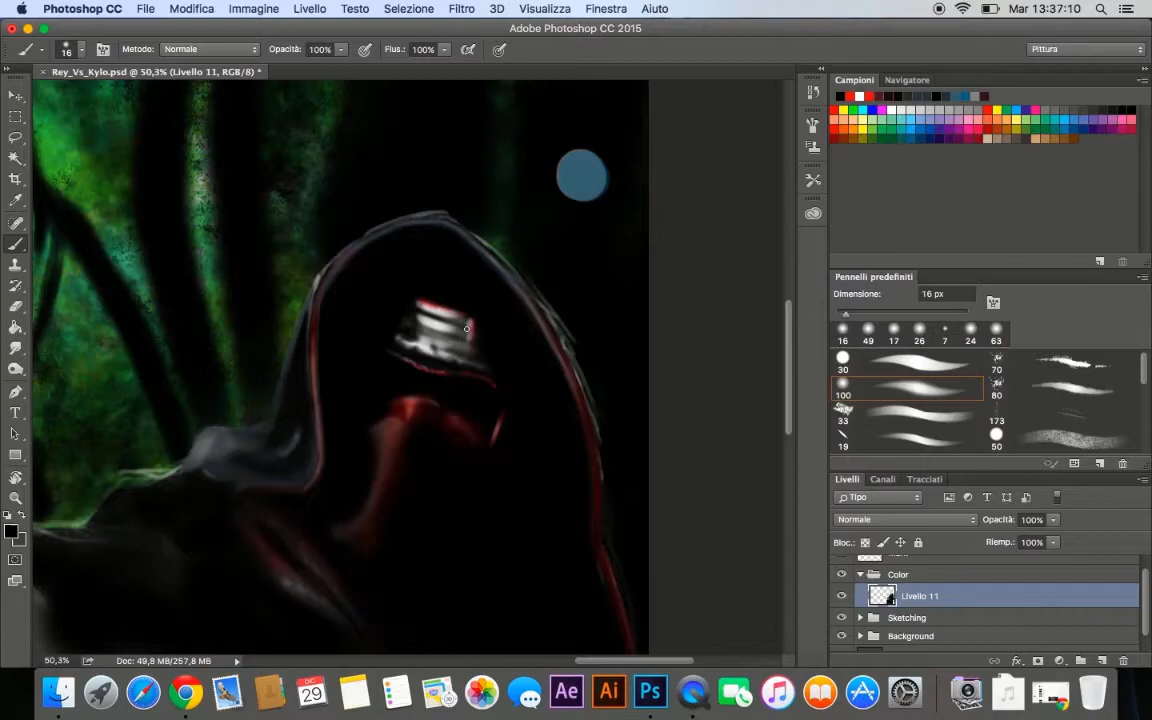 Adobe Photoshop CC File Modifica Immagine Livello Testo Selezione Filtro 3D Visualizza Finestra Aiuto Mar 13:37:10
Adobe Photoshop CC 2015
16 Metodo: Normale Opacità: 100% Flus.: 100% Pittura
Rey_Vs_Kylo.psd @ 50,3% (Livello 11, RGB/8) *
Campioni Navigatore
Pennelli predefiniti
Dimensione: 16 px
16 49 17 26 7 24 63
30 70
100 80
33 173
19 50
Livelli Canali Tracciati
Tipo
Normale Opacità: 100%
Bloc.: Riemp.: 100%
Color
Livello 11
Sketching
Background
50,3% Doc: 49,8 MB/257,8 MB
DIC
29
Ae Ai Ps